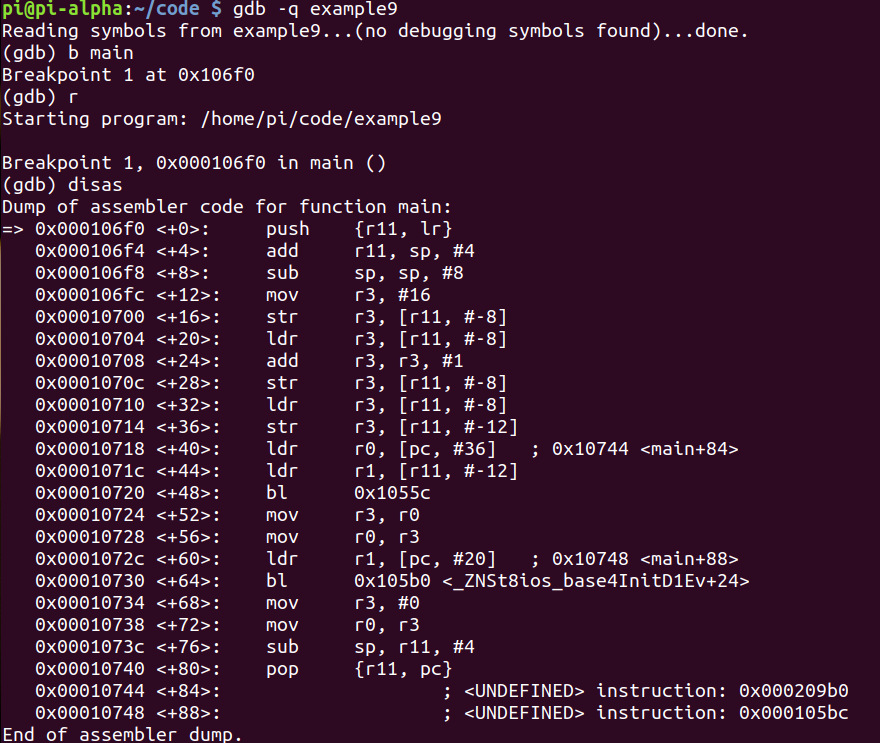 pi@pi-alpha:~/code $ gdb -q example9
Reading symbols from example9...(no debugging symbols found)...done.
(gdb) b main
Breakpoint 1 at 0x106f0
(gdb) r
Starting program: /home/pi/code/example9

Breakpoint 1, 0x000106f0 in main ()
(gdb) disas
Dump of assembler code for function main:
=> 0x000106f0 <+0>:     push    {r11, lr}
   0x000106f4 <+4>:     add     r11, sp, #4
   0x000106f8 <+8>:     sub     sp, sp, #8
   0x000106fc <+12>:    mov     r3, #16
   0x00010700 <+16>:    str     r3, [r11, #-8]
   0x00010704 <+20>:    ldr     r3, [r11, #-8]
   0x00010708 <+24>:    add     r3, r3, #1
   0x0001070c <+28>:    str     r3, [r11, #-8]
   0x00010710 <+32>:    ldr     r3, [r11, #-8]
   0x00010714 <+36>:    str     r3, [r11, #-12]
   0x00010718 <+40>:    ldr     r0, [pc, #36]   ; 0x10744 <main+84>
   0x0001071c <+44>:    ldr     r1, [r11, #-12]
   0x00010720 <+48>:    bl      0x1055c
   0x00010724 <+52>:    mov     r3, r0
   0x00010728 <+56>:    mov     r0, r3
   0x0001072c <+60>:    ldr     r1, [pc, #20]   ; 0x10748 <main+88>
   0x00010730 <+64>:    bl      0x105b0 <_ZNSt8ios_base4InitD1Ev+24>
   0x00010734 <+68>:    mov     r3, #0
   0x00010738 <+72>:    mov     r0, r3
   0x0001073c <+76>:    sub     sp, r11, #4
   0x00010740 <+80>:    pop     {r11, pc}
   0x00010744 <+84>:                    ; <UNDEFINED> instruction: 0x000209b0
   0x00010748 <+88>:                    ; <UNDEFINED> instruction: 0x000105bc
End of assembler dump.